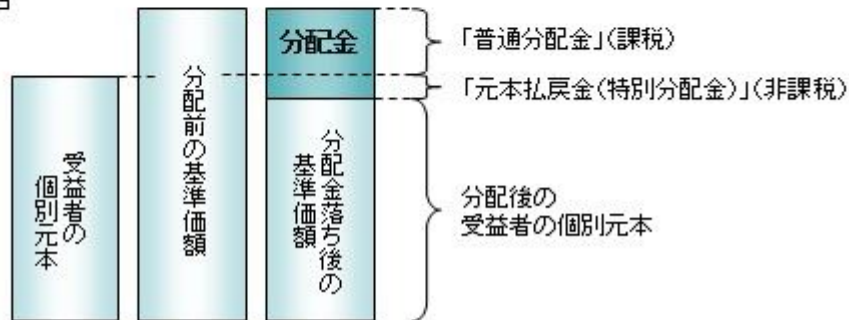 受益者の
個別元本
分配前の基準価額
分配金
分配金落ち後の
基準価額
「普通分配金」(課税)
「元本払戻金(特別分配金)」(非課税)
分配後の
受益者の個別元本